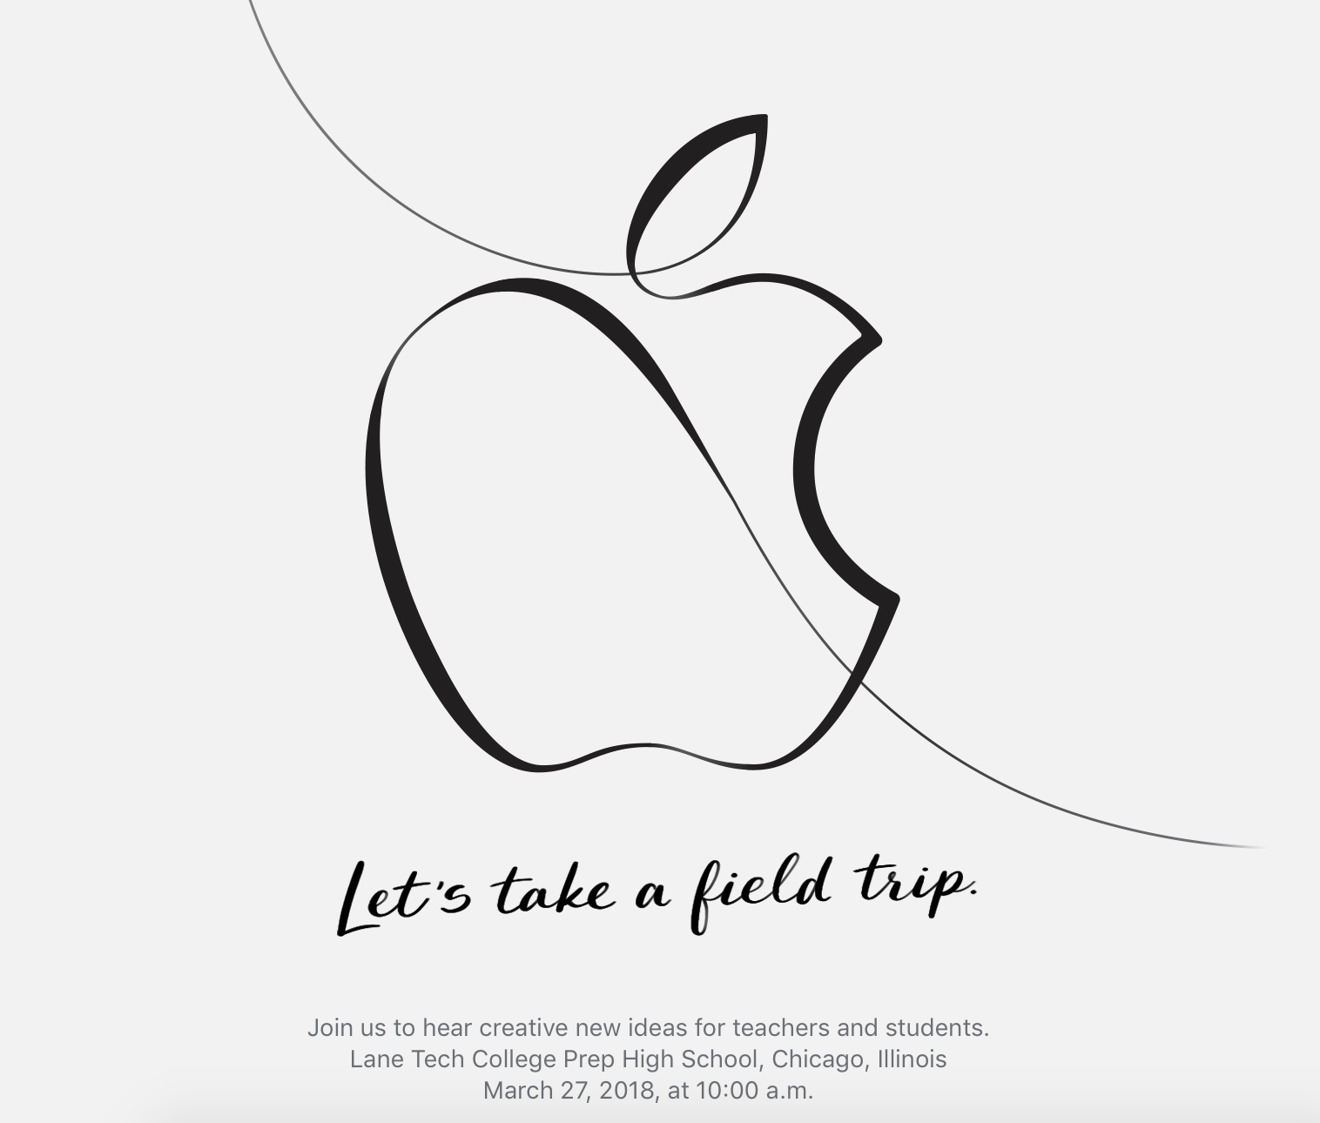 Let's take a field trip.
Join us to hear creative new ideas for teachers and students.
Lane Tech College Prep High School, Chicago, Illinois
March 27, 2018, at 10:00 a.m.